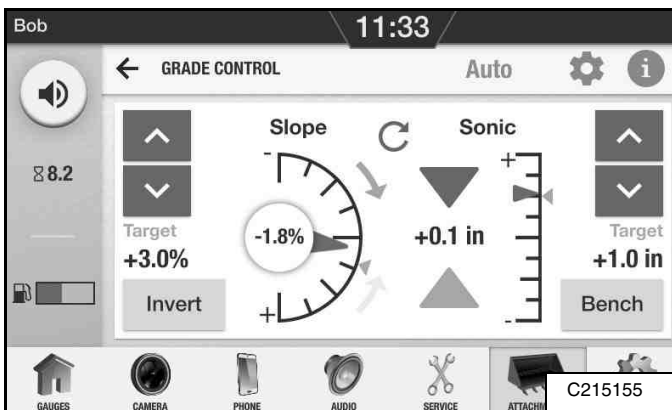 Bob
11:33
GRADE CONTROL
Auto
i
8.2
Slope
Sonic
-
+
+
-
-1.8%
+0.1 in
Target
+3.0%
Invert
Target
+1.0 in
Bench
GAUGES
CAMERA
PHONE
AUDIO
SERVICE
C215155